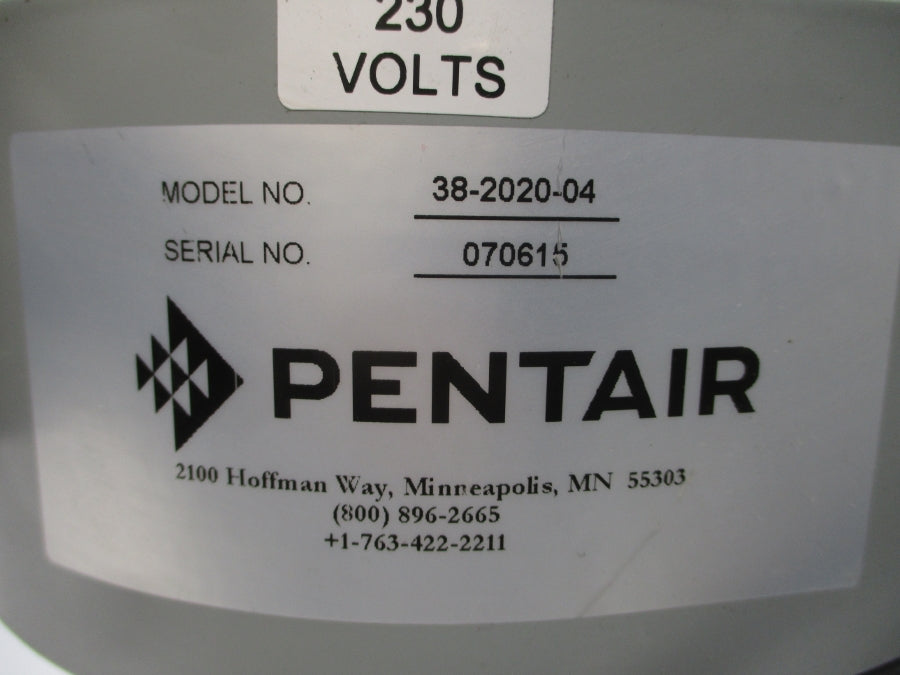 230
VOLTS
MODEL NO. 38-2020-04
SERIAL NO. 070615
PENTAIR
2100 Hoffman Way, Minneapolis, MN 55303
(800) 896-2665
+1-763-422-2211